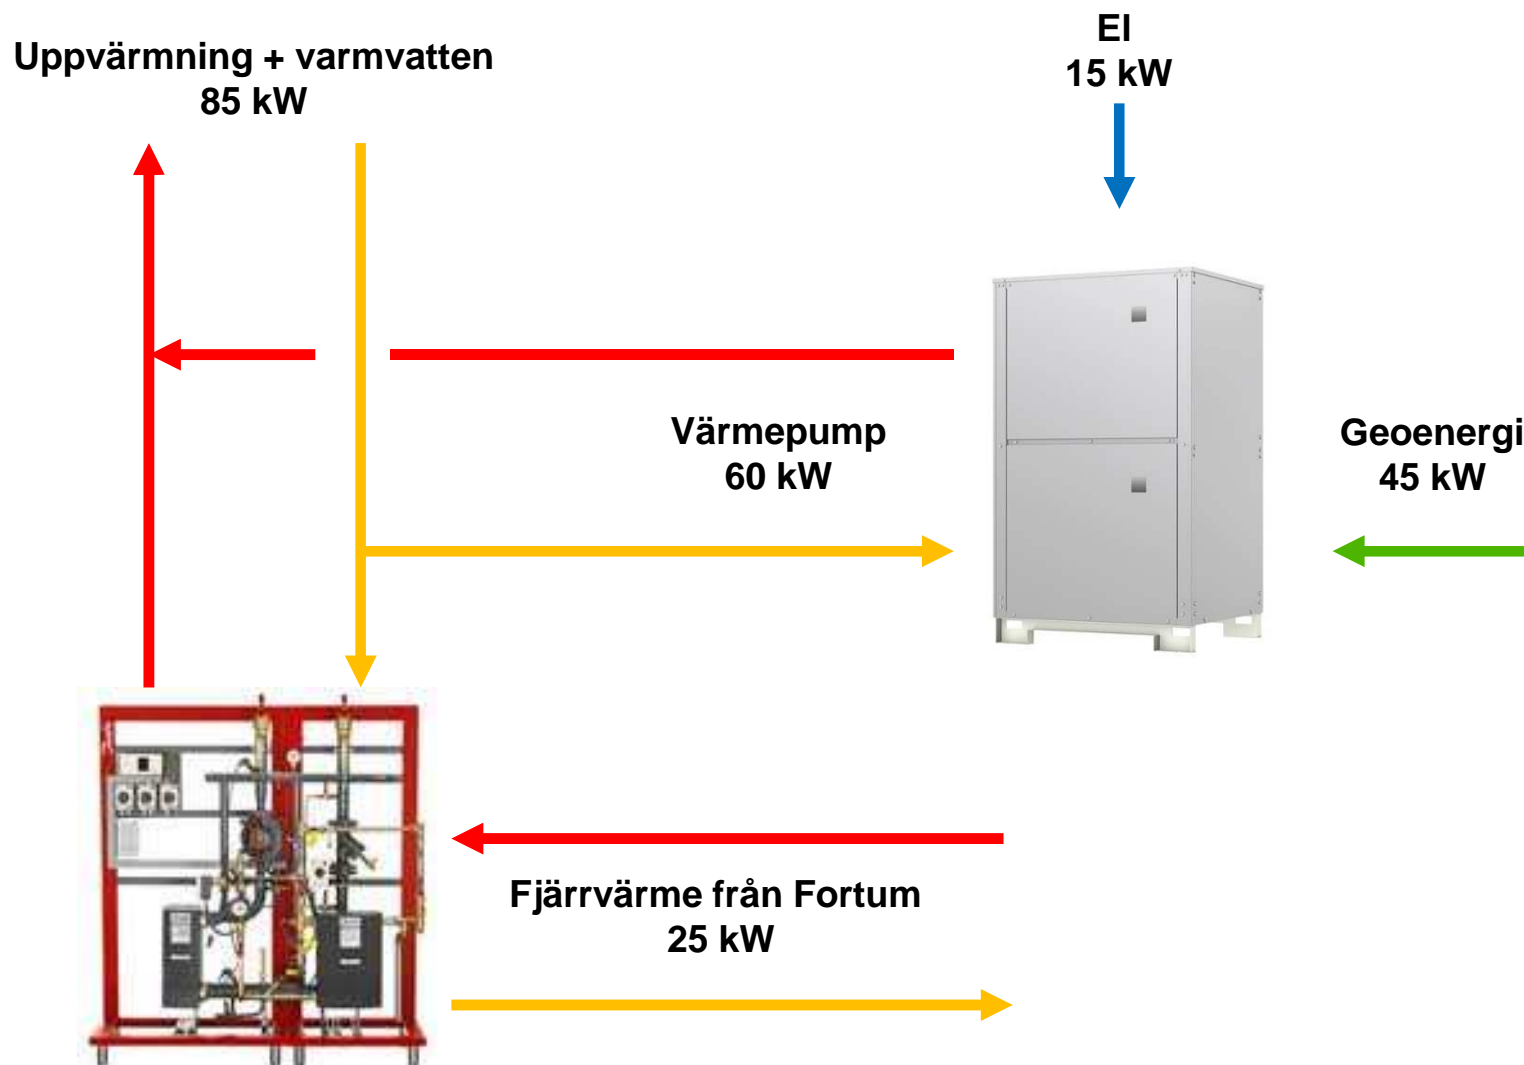 Uppvärmning + varmvatten
85 kW
El
15 kW
Värmepump
60 kW
Geoenergi
45 kW
Fjärrvärme från Fortum
25 kW